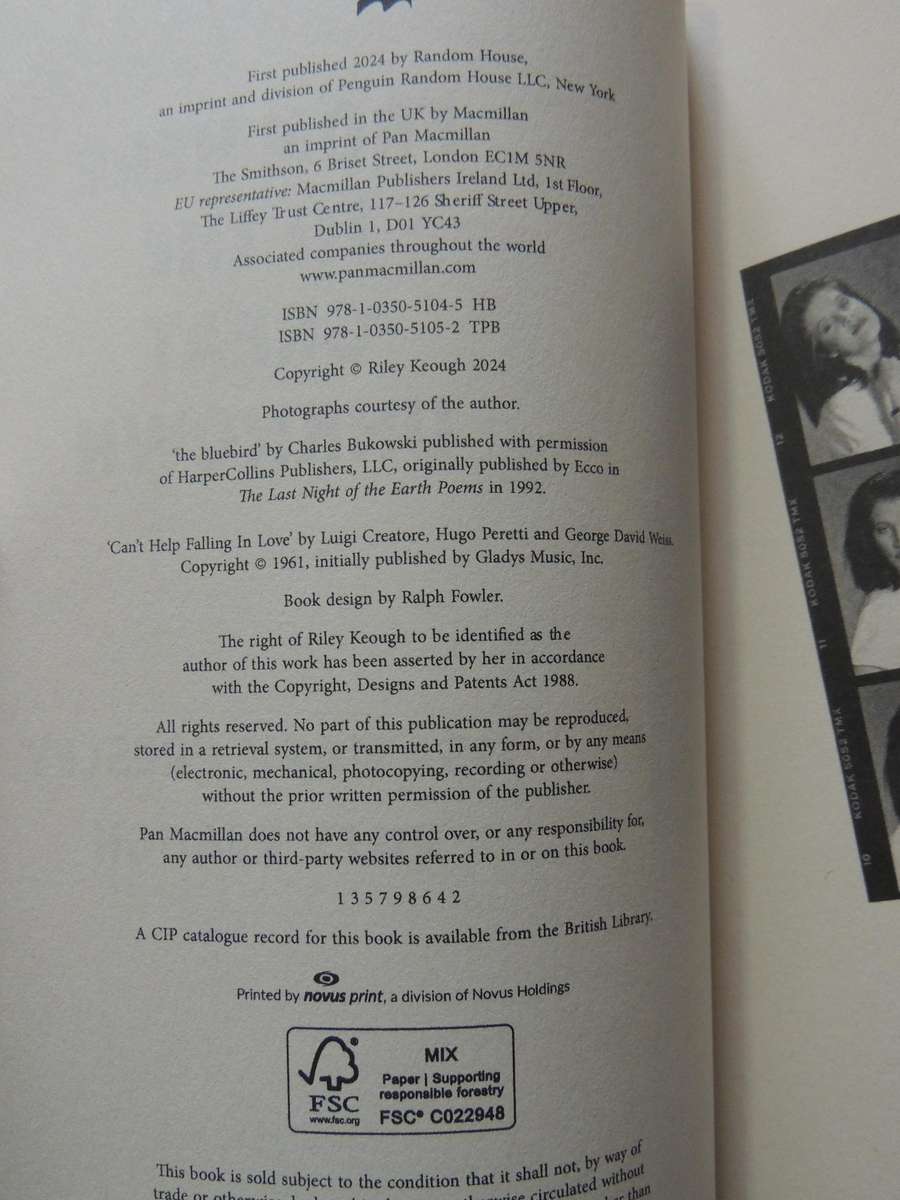 First published 2024 by Random House,
an imprint and division of Penguin Random House LLC, New York
First published in the UK by Macmillan
an imprint of Pan Macmillan
The Smithson, 6 Briset Street, London EC1M 5NR
EU representative: Macmillan Publishers Ireland Ltd, 1st Floor,
The Liffey Trust Centre, 117–126 Sheriff Street Upper,
Dublin 1, D01 YC43
Associated companies throughout the world
www.panmacmillan.com
ISBN 978-1-0350-5104-5 HB
ISBN 978-1-0350-5105-2 TPB
Copyright © Riley Keough 2024
Photographs courtesy of the author.
‘the bluebird’ by Charles Bukowski published with permission
of HarperCollins Publishers, LLC, originally published by Ecco in
The Last Night of the Earth Poems in 1992.
‘Can’t Help Falling In Love’ by Luigi Creatore, Hugo Peretti and George David Weiss.
Copyright © 1961, initially published by Gladys Music, Inc.
Book design by Ralph Fowler.
The right of Riley Keough to be identified as the
author of this work has been asserted by her in accordance
with the Copyright, Designs and Patents Act 1988.
All rights reserved. No part of this publication may be reproduced,
stored in a retrieval system, or transmitted, in any form, or by any means
(electronic, mechanical, photocopying, recording or otherwise)
without the prior written permission of the publisher.
Pan Macmillan does not have any control over, or any responsibility for,
any author or third-party websites referred to in or on this book.
1 3 5 7 9 8 6 4 2
A CIP catalogue record for this book is available from the British Library.
Printed by novus print, a division of Novus Holdings
FSC
www.fsc.org
MIX
Paper | Supporting
responsible forestry
FSC® C022948
This book is sold subject to the condition that it shall not, by way of
trade or otherwise circulated without
than
KODAK 5052 TMX
12
KODAK 5052 TMX
11
KODAK 5052 TMX
10